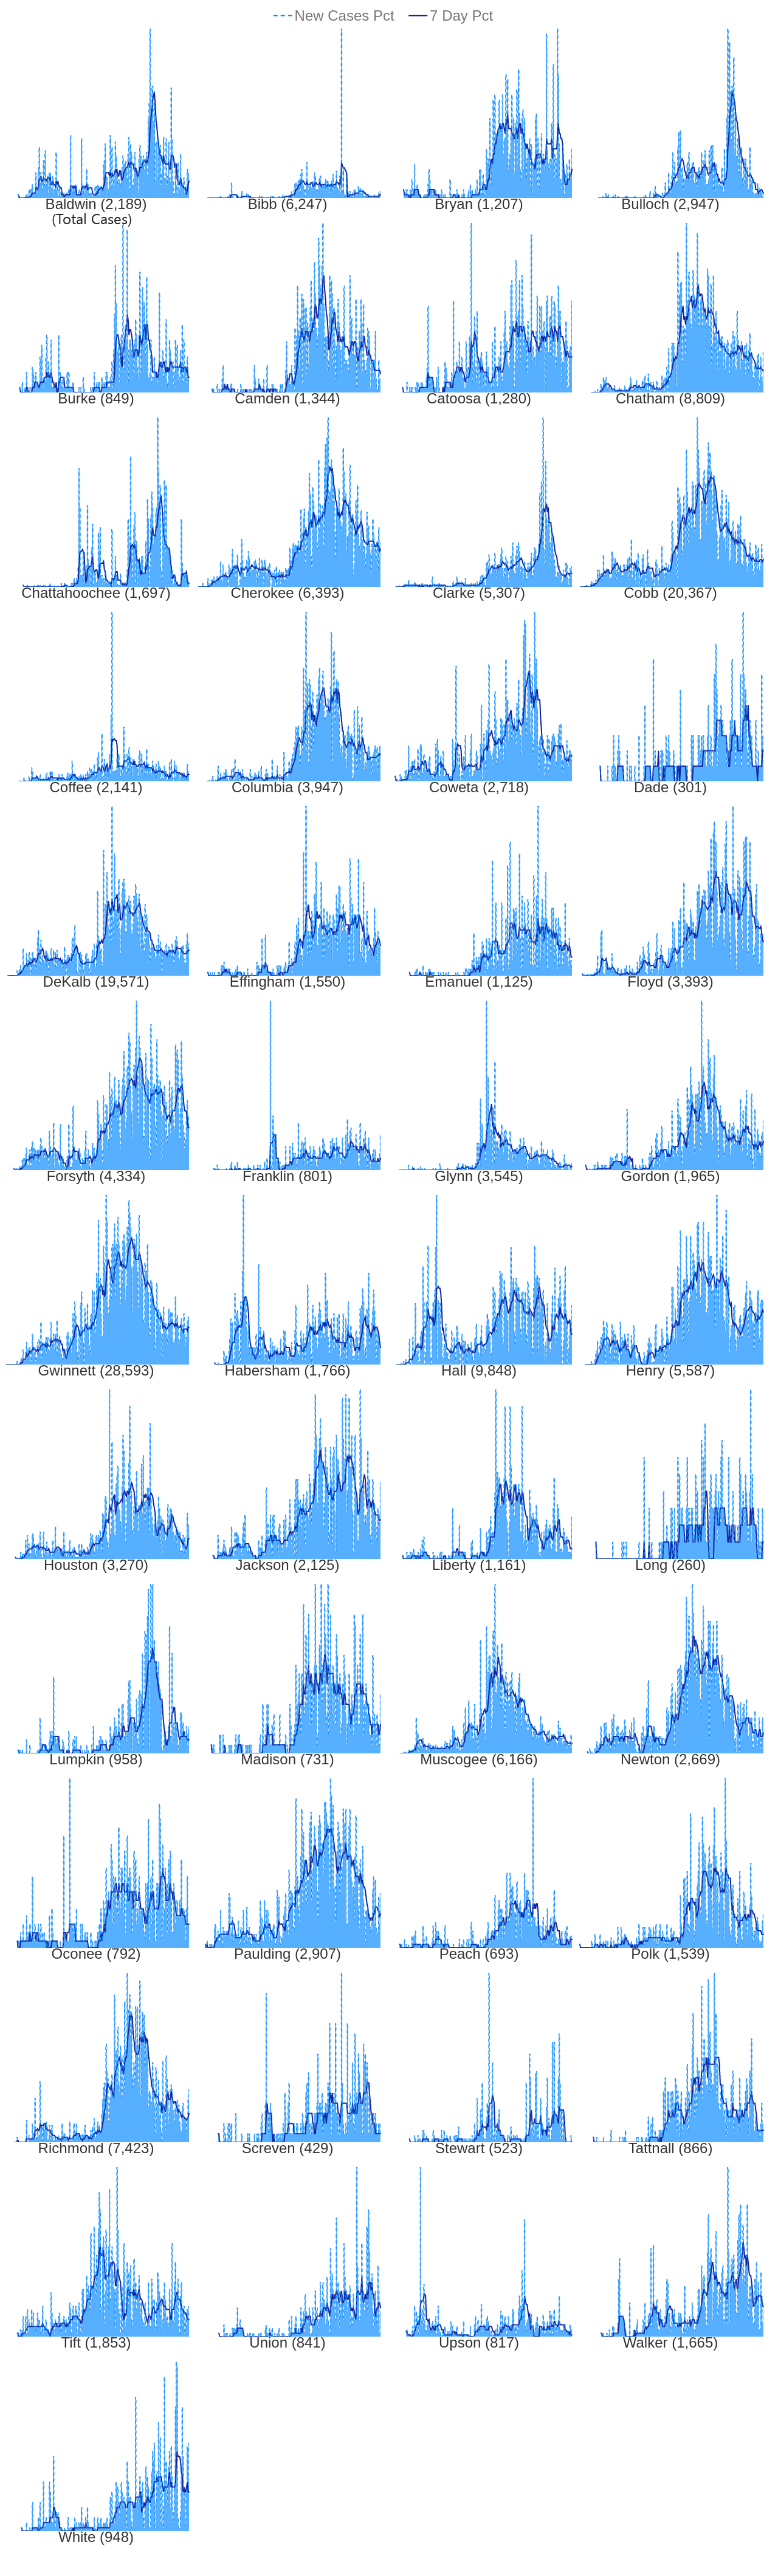 New Cases Pct 7 Day Pct
Baldwin (2,189) Bibb (6,247) Bryan (1,207) Bulloch (2,947)
(Total Cases)
Burke (849) Camden (1,344) Catoosa (1,280) Chatham (8,809)
Chattahoochee (1,697) Cherokee (6,393) Clarke (5,307) Cobb (20,367)
Coffee (2,141) Columbia (3,947) Coweta (2,718) Dade (301)
DeKalb (19,571) Effingham (1,550) Emanuel (1,125) Floyd (3,393)
Forsyth (4,334) Franklin (801) Glynn (3,545) Gordon (1,965)
Gwinnett (28,593) Habersham (1,766) Hall (9,848) Henry (5,587)
Houston (3,270) Jackson (2,125) Liberty (1,161) Long (260)
Lumpkin (958) Madison (731) Muscogee (6,166) Newton (2,669)
Oconee (792) Paulding (2,907) Peach (693) Polk (1,539)
Richmond (7,423) Screven (429) Stewart (523) Tattnall (866)
Tift (1,853) Union (841) Upson (817) Walker (1,665)
White (948)